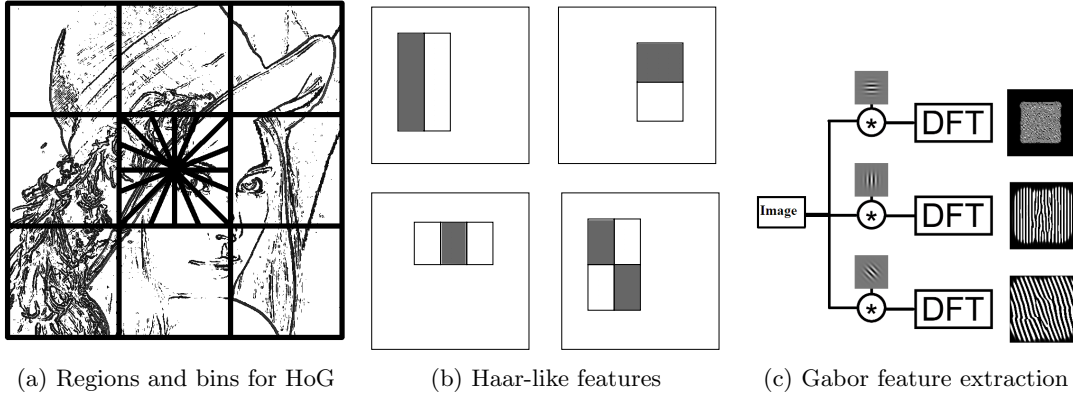 *
DFT
Image
*
DFT
*
DFT
(a) Regions and bins for HoG
(b) Haar-like features
(c) Gabor feature extraction